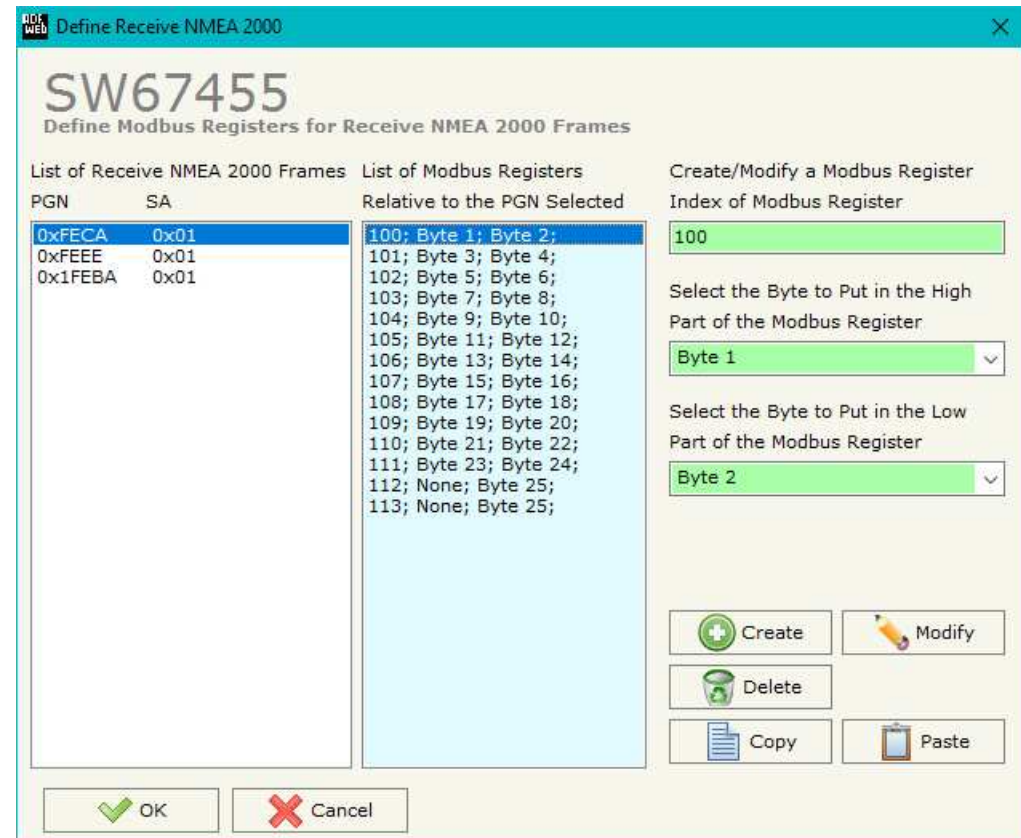 ADF
WEB Define Receive NMEA 2000
SW67455
Define Modbus Registers for Receive NMEA 2000 Frames
List of Receive NMEA 2000 Frames
PGN SA
0xFECA 0x01
0xFEEE 0x01
0x1FEBA 0x01
List of Modbus Registers
Relative to the PGN Selected
100; Byte 1; Byte 2;
101; Byte 3; Byte 4;
102; Byte 5; Byte 6;
103; Byte 7; Byte 8;
104; Byte 9; Byte 10;
105; Byte 11; Byte 12;
106; Byte 13; Byte 14;
107; Byte 15; Byte 16;
108; Byte 17; Byte 18;
109; Byte 19; Byte 20;
110; Byte 21; Byte 22;
111; Byte 23; Byte 24;
112; None; Byte 25;
113; None; Byte 25;
Create/Modify a Modbus Register
Index of Modbus Register
100
Select the Byte to Put in the High
Part of the Modbus Register
Byte 1
Select the Byte to Put in the Low
Part of the Modbus Register
Byte 2
Create
Modify
Delete
Copy
Paste
OK
Cancel